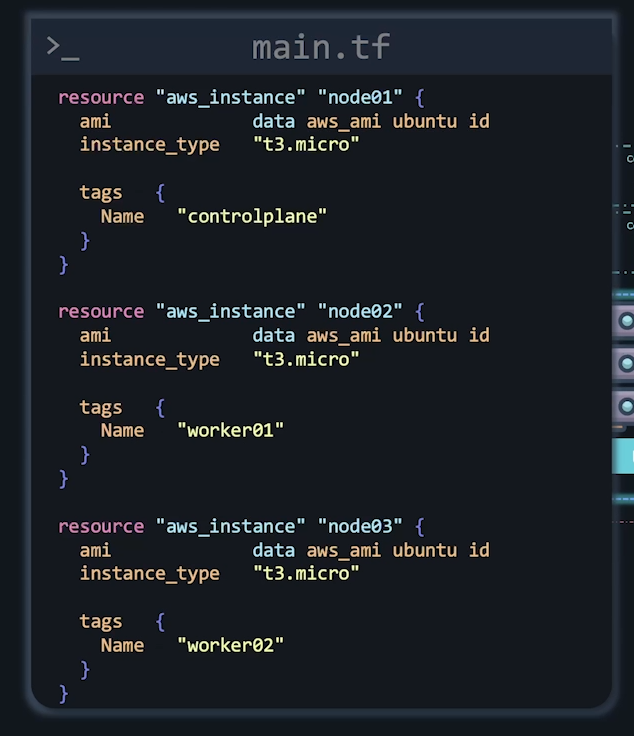 >_ main.tf
resource "aws_instance" "node01" {
ami data aws_ami ubuntu id
instance_type "t3.micro"
tags {
Name "controlplane"
}
}
resource "aws_instance" "node02" {
ami data aws_ami ubuntu id
instance_type "t3.micro"
tags {
Name "worker01"
}
}
resource "aws_instance" "node03" {
ami data aws_ami ubuntu id
instance_type "t3.micro"
tags {
Name "worker02"
}
}